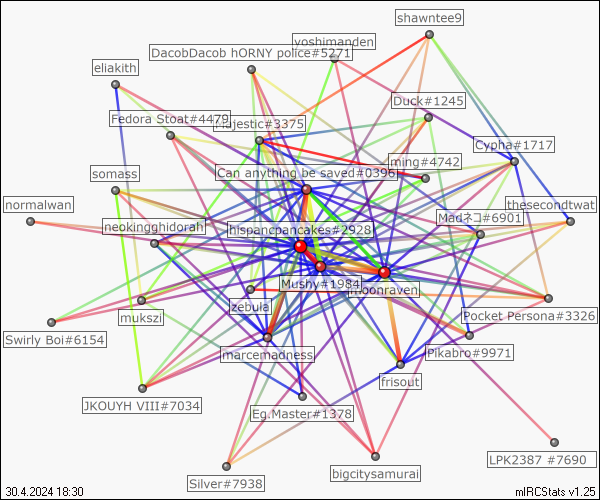 shawntee9
yoshimanden
DacobDacob hORNY police#5271
eliakith
Duck#1245
Fedora Stoat#4479
Majestic#3375
Cypha#1717
ming#4742
Can anything be saved#0396
somass
normalwan
thesecondtwat
Madネコ#6901
neokingghidorah
hispancpancakes#2928
Mushy#1984
moonraven
zebula
Pocket Persona#3326
mukszi
Swirly Boi#6154
marcemadness
Pikabro#9971
frisout
JKOUYH VIII#7034
Eg.Master#1378
LPK2387 #7690
bigcitysamurai
Silver#7938
30.4.2024 18:30
mIRCStats v1.25